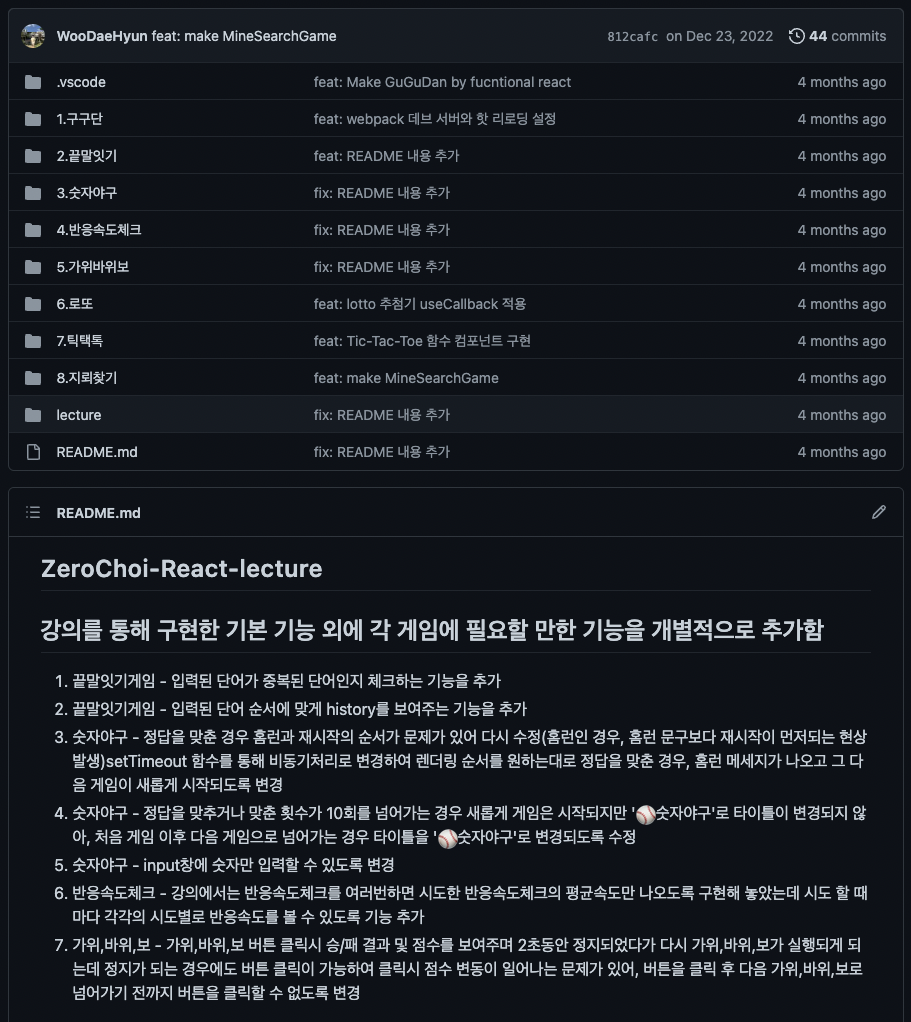 WooDaeHyun feat: make MineSearchGame 812cafc on Dec 23, 2022 44 commits
.vscode feat: Make GuGuDan by fucntional react 4 months ago
1.구구단 feat: webpack 데브 서버와 핫 리로딩 설정 4 months ago
2.끝말잇기 feat: README 내용 추가 4 months ago
3.숫자야구 fix: README 내용 추가 4 months ago
4.반응속도체크 fix: README 내용 추가 4 months ago
5.가위바위보 fix: README 내용 추가 4 months ago
6.로또 feat: lotto 추첨기 useCallback 적용 4 months ago
7.틱택톡 feat: Tic-Tac-Toe 함수 컴포넌트 구현 4 months ago
8.지뢰찾기 feat: make MineSearchGame 4 months ago
lecture fix: README 내용 추가 4 months ago
README.md fix: README 내용 추가 4 months ago
README.md
ZeroChoi-React-lecture
강의를 통해 구현한 기본 기능 외에 각 게임에 필요할 만한 기능을 개별적으로 추가함
1. 끝말잇기게임 - 입력된 단어가 중복된 단어인지 체크하는 기능을 추가
2. 끝말잇기게임 - 입력된 단어 순서에 맞게 history를 보여주는 기능을 추가
3. 숫자야구 - 정답을 맞춘 경우 홈런과 재시작의 순서가 문제가 있어 다시 수정(홈런인 경우, 홈런 문구보다 재시작이 먼저되는 현상
발생)setTimeout 함수를 통해 비동기처리로 변경하여 렌더링 순서를 원하는대로 정답을 맞춘 경우, 홈런 메세지가 나오고 그 다
음 게임이 새롭게 시작되도록 변경
4. 숫자야구 - 정답을 맞추거나 맞춘 횟수가 10회를 넘어가는 경우 새롭게 게임은 시작되지만 '⚾숫자야구'로 타이틀이 변경되지 않
아, 처음 게임 이후 다음 게임으로 넘어가는 경우 타이틀을 '⚾숫자야구'로 변경되도록 수정
5. 숫자야구 - input창에 숫자만 입력할 수 있도록 변경
6. 반응속도체크 - 강의에서는 반응속도체크를 여러번하면 시도한 반응속도체크의 평균속도만 나오도록 구현해 놓았는데 시도 할 때
마다 각각의 시도별로 반응속도를 볼 수 있도록 기능 추가
7. 가위,바위,보 - 가위,바위,보 버튼 클릭시 승/패 결과 및 점수를 보여주며 2초동안 정지되었다가 다시 가위,바위,보가 실행되게 되
는데 정지가 되는 경우에도 버튼 클릭이 가능하여 클릭시 점수 변동이 일어나는 문제가 있어, 버튼을 클릭 후 다음 가위,바위,보로
넘어가기 전까지 버튼을 클릭할 수 없도록 변경